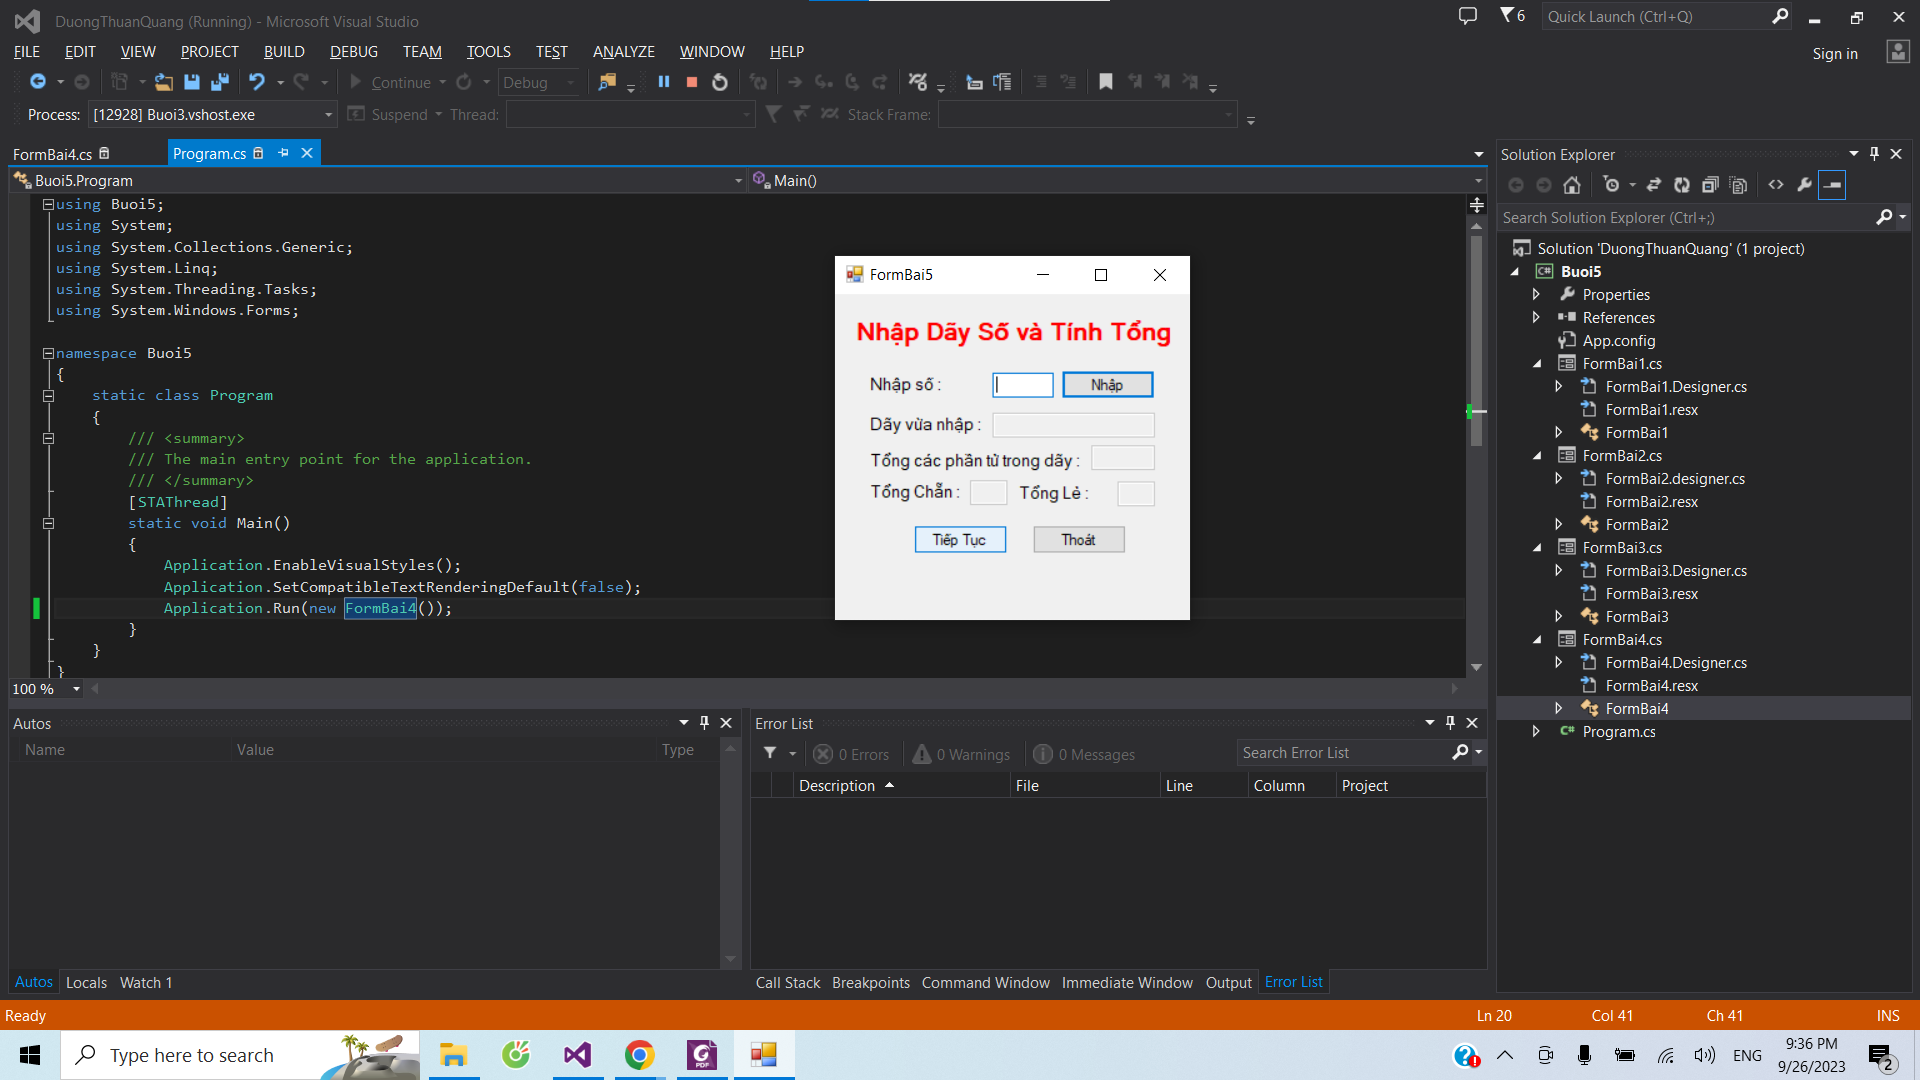 DuongThuanQuang (Running) - Microsoft Visual Studio
6
Quick Launch (Ctrl+Q)
FILE EDIT VIEW PROJECT BUILD DEBUG TEAM TOOLS TEST ANALYZE WINDOW HELP
Sign in
Continue
Debug
Process: [12928] Buoi3.vshost.exe
Suspend
Thread:
Stack Frame:
FormBai4.cs
Program.cs
Buoi5.Program
Main()
using Buoi5;
using System;
using System.Collections.Generic;
using System.Linq;
using System.Threading.Tasks;
using System.Windows.Forms;
namespace Buoi5
{
static class Program
{
/// <summary>
/// The main entry point for the application.
/// </summary>
[STAThread]
static void Main()
{
Application.EnableVisualStyles();
Application.SetCompatibleTextRenderingDefault(false);
Application.Run(new FormBai4());
}
}
}
100 %
FormBai5
Nhập Dãy Số và Tính Tổng
Nhập số :
Nhập
Dãy vừa nhập :
Tổng các phần tử trong dãy :
Tổng Chẵn :
Tổng Lẻ :
Tiếp Tục
Thoát
Solution Explorer
Search Solution Explorer (Ctrl+;)
Solution 'DuongThuanQuang' (1 project)
C# Buoi5
Properties
References
App.config
FormBai1.cs
FormBai1.Designer.cs
FormBai1.resx
FormBai1
FormBai2.cs
FormBai2.designer.cs
FormBai2.resx
FormBai2
FormBai3.cs
FormBai3.Designer.cs
FormBai3.resx
FormBai3
FormBai4.cs
FormBai4.Designer.cs
FormBai4.resx
FormBai4
C# Program.cs
Autos
Name Value Type
Autos Locals Watch 1
Error List
0 Errors
0 Warnings
0 Messages
Search Error List
Description File Line Column Project
Call Stack Breakpoints Command Window Immediate Window Output Error List
Ready
Ln 20
Col 41
Ch 41
INS
Type here to search
PDF
ENG
9:36 PM
9/26/2023
2